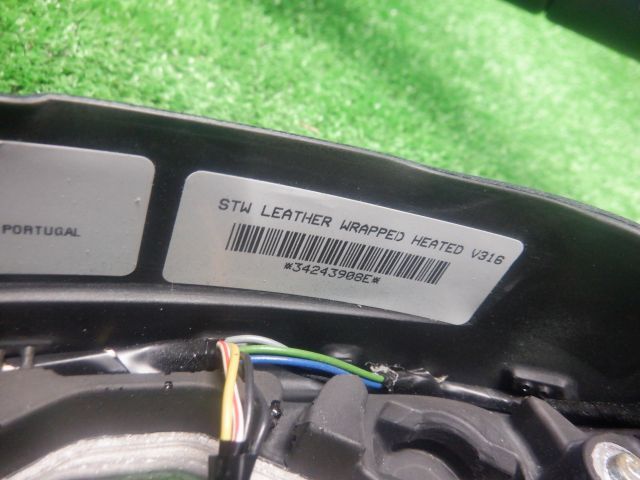 PORTUGAL
STW LEATHER WRAPPED HEATED V316
*34243908E*